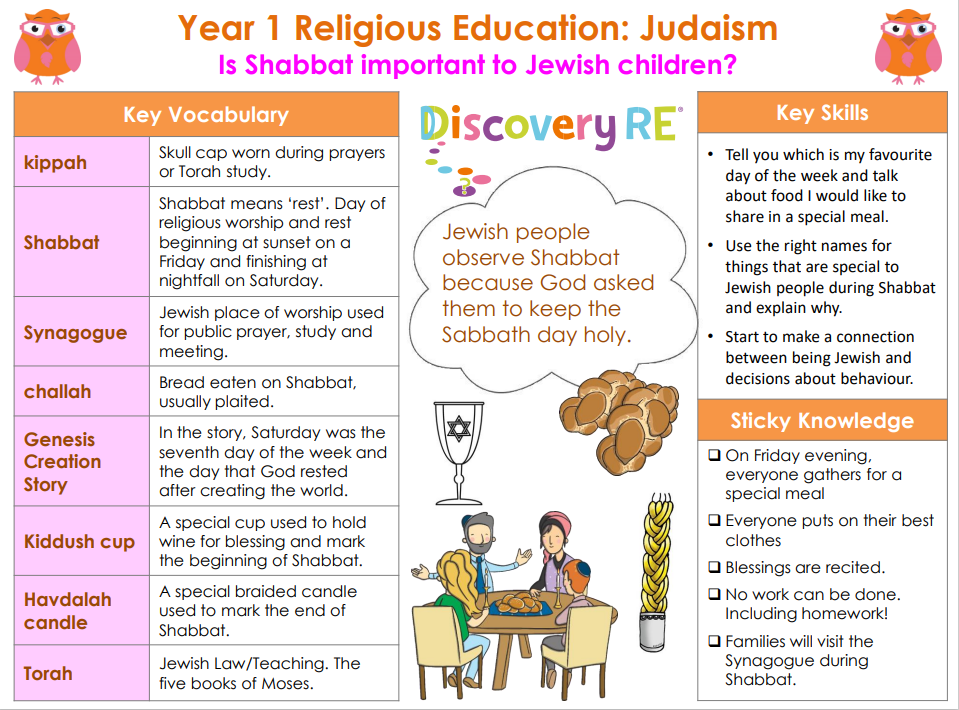 Year 1 Religious Education: Judaism
Is Shabbat important to Jewish children?
Key Vocabulary
kippah
Skull cap worn during prayers
or Torah study.
Shabbat
Shabbat means ‘rest’. Day of
religious worship and rest
beginning at sunset on a
Friday and finishing at
nightfall on Saturday.
Synagogue
Jewish place of worship used
for public prayer, study and
meeting.
challah
Bread eaten on Shabbat,
usually plaited.
Genesis
Creation
Story
In the story, Saturday was the
seventh day of the week and
the day that God rested
after creating the world.
Kiddush cup
A special cup used to hold
wine for blessing and mark
the beginning of Shabbat.
Havdalah
candle
A special braided candle
used to mark the end of
Shabbat.
Torah
Jewish Law/Teaching. The
five books of Moses.
Discovery RE®
?
Jewish people
observe Shabbat
because God asked
them to keep the
Sabbath day holy.
Key Skills
• Tell you which is my favourite
day of the week and talk
about food I would like to
share in a special meal.
• Use the right names for
things that are special to
Jewish people during Shabbat
and explain why.
• Start to make a connection
between being Jewish and
decisions about behaviour.
Sticky Knowledge
❑ On Friday evening,
everyone gathers for a
special meal
❑ Everyone puts on their best
clothes
❑ Blessings are recited.
❑ No work can be done.
Including homework!
❑ Families will visit the
Synagogue during
Shabbat.